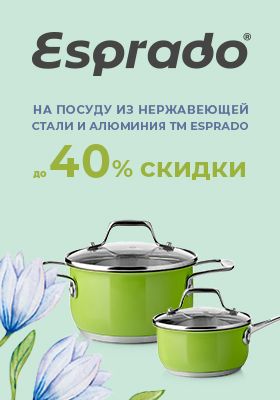 Esprado®
НА ПОСУДУ ИЗ НЕРЖАВЕЮЩЕЙ
СТАЛИ И АЛЮМИНИЯ ТМ ESPRADO
до 40% скидки